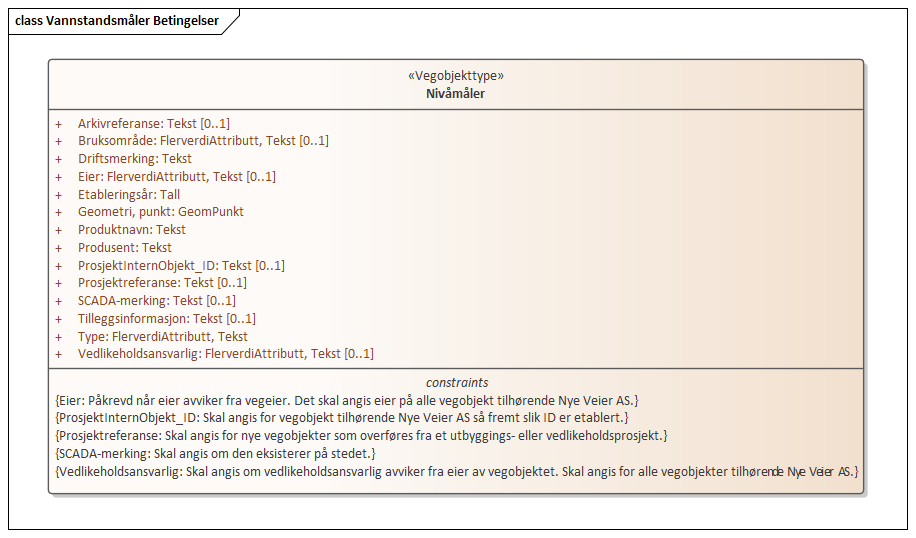 class Vannstandsmåler Betingelser
«Vegobjekttype»
Nivåmåler
+ Arkivreferanse: Tekst [0..1]
+ Bruksområde: FlerverdiAttributt, Tekst [0..1]
+ Driftsmerking: Tekst
+ Eier: FlerverdiAttributt, Tekst [0..1]
+ Etableringsår: Tall
+ Geometri, punkt: GeomPunkt
+ Produktnavn: Tekst
+ Produsent: Tekst
+ ProsjektInternObjekt_ID: Tekst [0..1]
+ Prosjektreferanse: Tekst [0..1]
+ SCADA-merking: Tekst [0..1]
+ Tilleggsinformasjon: Tekst [0..1]
+ Type: FlerverdiAttributt, Tekst
+ Vedlikeholdsansvarlig: FlerverdiAttributt, Tekst [0..1]
constraints
{Eier: Påkrevd når eier avviker fra vegeier. Det skal angis eier på alle vegobjekt tilhørende Nye Veier AS.}
{ProsjektInternObjekt_ID: Skal angis for vegobjekt tilhørende Nye Veier AS så fremt slik ID er etablert.}
{Prosjektreferanse: Skal angis for nye vegobjekter som overføres fra et utbyggings- eller vedlikeholdsprosjekt.}
{SCADA-merking: Skal angis om den eksisterer på stedet.}
{Vedlikeholdsansvarlig: Skal angis om vedlikeholdsansvarlig avviker fra eier av vegobjektet. Skal angis for alle vegobjekter tilhørende Nye Veier AS.}